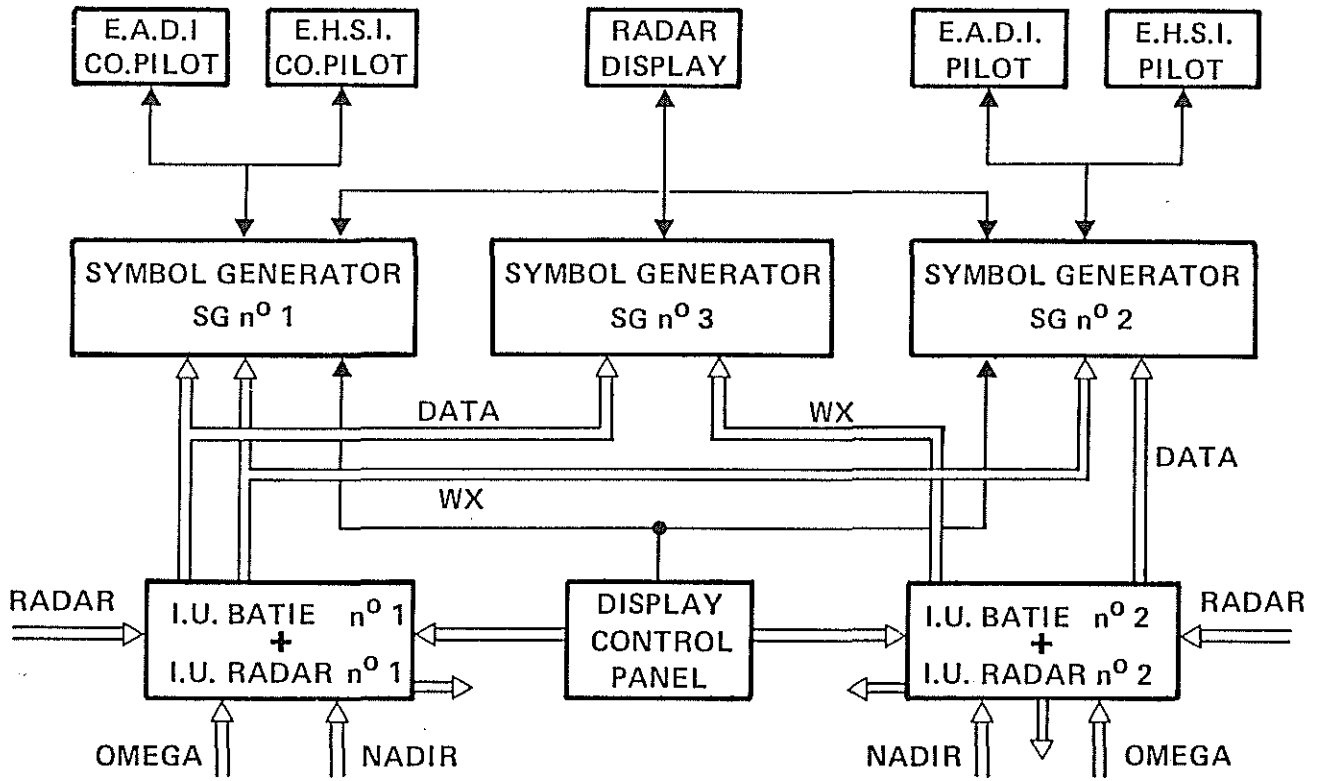 E.A.D.I
CO.PILOT
E.H.S.I.
CO.PILOT
RADAR
DISPLAY
E.A.D.I.
PILOT
E.H.S.I.
PILOT
SYMBOL GENERATOR
SG nº 1
SYMBOL GENERATOR
SG nº 3
SYMBOL GENERATOR
SG nº 2
DATA
WX
DATA
WX
RADAR
I.U. BATIE nº 1
+
I.U. RADAR nº 1
DISPLAY
CONTROL
PANEL
I.U. BATIE nº 2
+
I.U. RADAR nº 2
RADAR
OMEGA
NADIR
NADIR
OMEGA